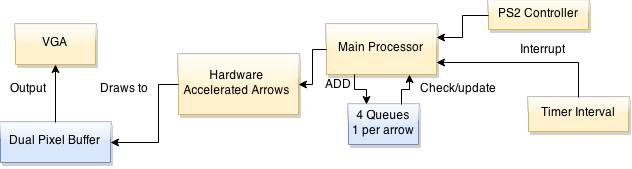 PS2 Controller
VGA
Main Processor
Interrupt
Hardware
Accelerated Arrows
Output
Draws to
ADD
Check/update
4 Queues
1 per arrow
Timer Interval
Dual Pixel Buffer